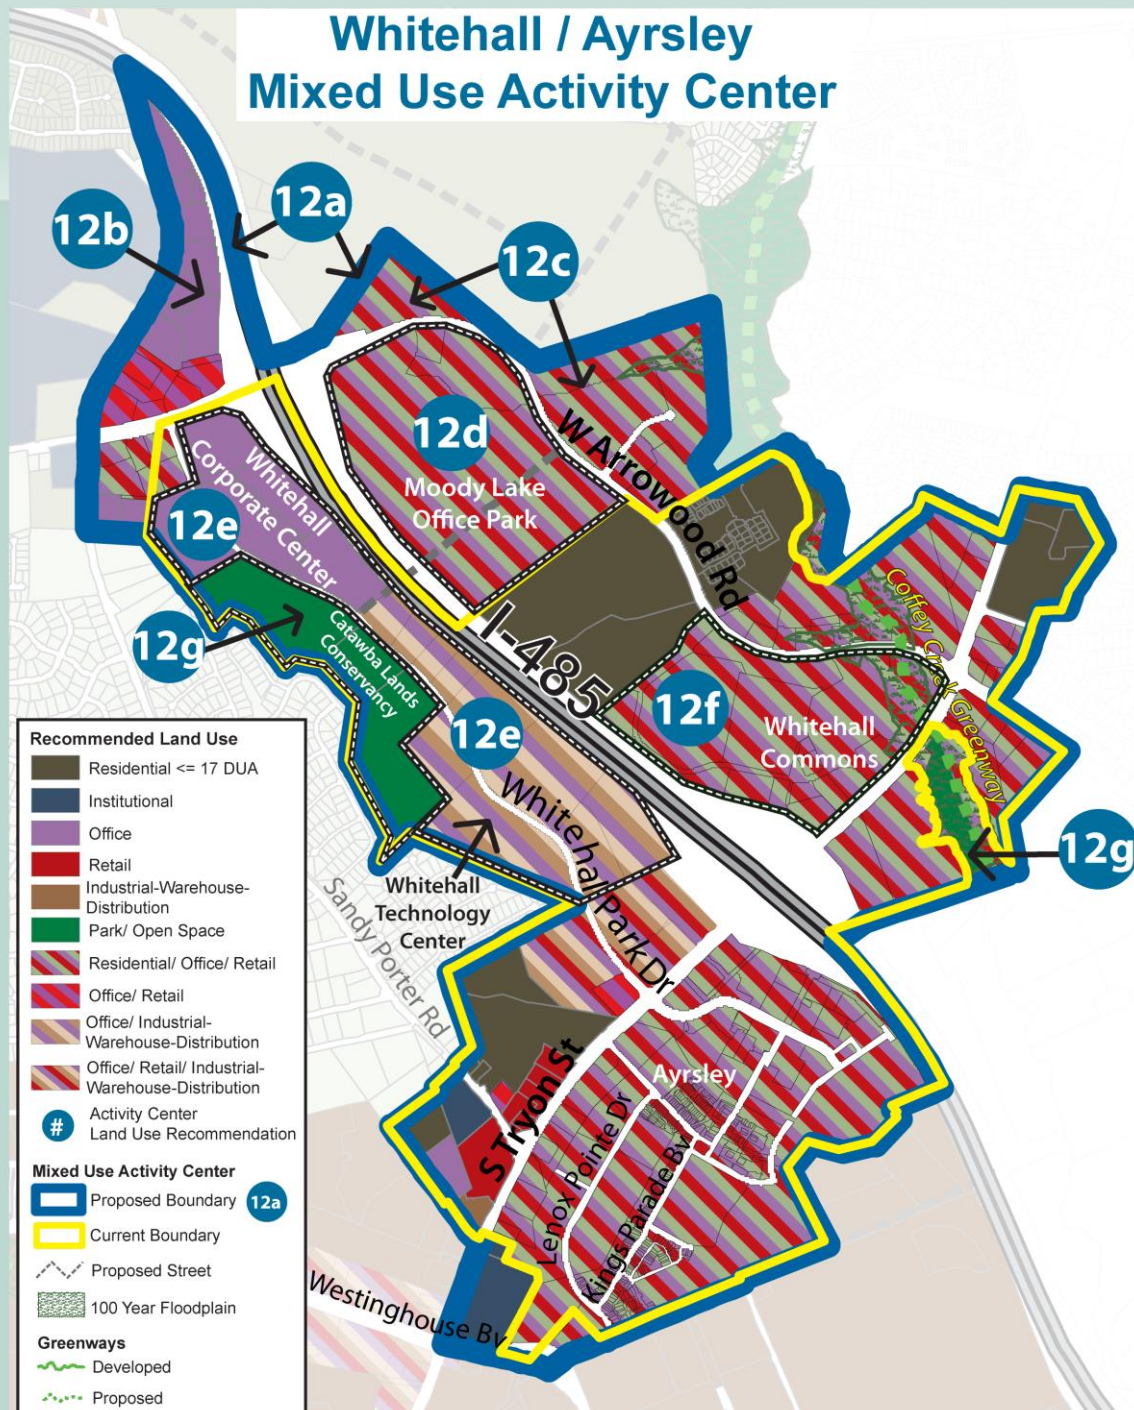 Whitehall / Ayrsley
Mixed Use Activity Center
12a
12b
12c
12d
Moody Lake
Office Park
W Arrowood Rd
Whitehall
Corporate Center
12e
12g
Catawba Lands
Conservancy
I-485
12e
12f
Whitehall
Commons
Coffey Creek Greenway
12g
Whitehall Park Dr
Whitehall
Technology
Center
Sandy Porter Rd
S Tryon St
Ayrsley
Lenox Pointe Dr
Kings Parade Bv
Westinghouse Bv
Recommended Land Use
Residential <= 17 DUA
Institutional
Office
Retail
Industrial-Warehouse-
Distribution
Park/ Open Space
Residential/ Office/ Retail
Office/ Retail
Office/ Industrial-
Warehouse-Distribution
Office/ Retail/ Industrial-
Warehouse-Distribution
# Activity Center
Land Use Recommendation
Mixed Use Activity Center
Proposed Boundary 12a
Current Boundary
Proposed Street
100 Year Floodplain
Greenways
Developed
Proposed